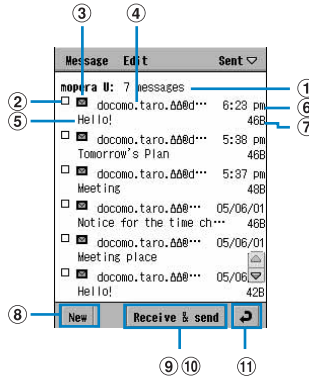 ③ ④
Message Edit Sent ▽
mopera U: 7 messages ①
② docomo.taro.ΔΔ@d··· 6:23 pm ⑥
⑤ Hello! 46B ⑦
docomo.taro.ΔΔ@d··· 5:38 pm
Tomorrow's Plan 46B
docomo.taro.ΔΔ@d··· 5:37 pm
Meeting 48B
docomo.taro.ΔΔ@··· 05/06/01
Notice for the time ch··· 46B
docomo.taro.ΔΔ@··· 05/06/01
Meeting place
docomo.taro.ΔΔ@··· 05/06
Hello! 42B
⑧ New Receive & send
⑨ ⑩ ⑪